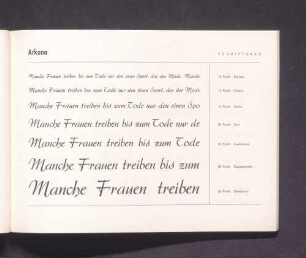 Arkona
SCHRIFTGRAD
Manche Frauen treiben bis zum Tode nur den einen Sport, den der Mode. Manche
Manche Frauen treiben bis zum Tode nur den einen Sport, den der Mode
Manche Frauen treiben bis zum Tode nur den einen Spo
Manche Frauen treiben bis zum Tode nur de
Manche Frauen treiben bis zum Tode
Manche Frauen treiben bis zum
Manche Frauen treiben